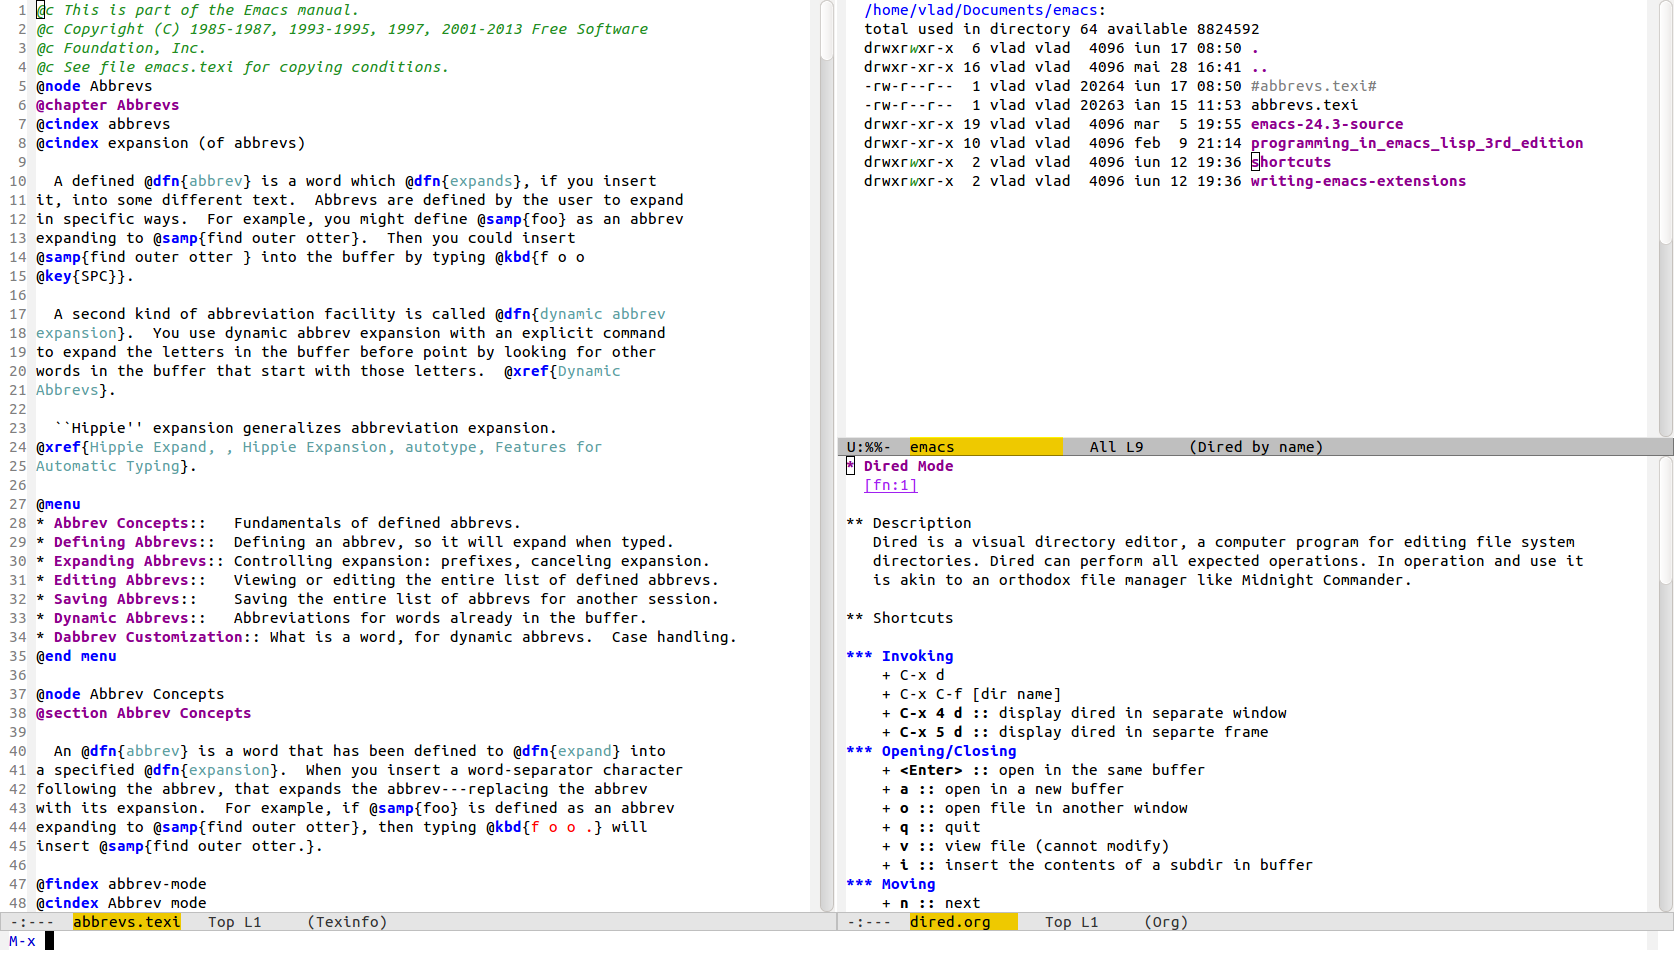 1 @c This is part of the Emacs manual.
2 @c Copyright (C) 1985-1987, 1993-1995, 1997, 2001-2013 Free Software
3 @c Foundation, Inc.
4 @c See file emacs.texi for copying conditions.
5 @node Abbrevs
6 @chapter Abbrevs
7 @cindex abbrevs
8 @cindex expansion (of abbrevs)
9
10   A defined @dfn{abbrev} is a word which @dfn{expands}, if you insert
11 it, into some different text.  Abbrevs are defined by the user to expand
12 in specific ways.  For example, you might define @samp{foo} as an abbrev
13 expanding to @samp{find outer otter}.  Then you could insert
14 @samp{find outer otter } into the buffer by typing @kbd{f o o
15 @key{SPC}}.
16
17   A second kind of abbreviation facility is called @dfn{dynamic abbrev
18 expansion}.  You use dynamic abbrev expansion with an explicit command
19 to expand the letters in the buffer before point by looking for other
20 words in the buffer that start with those letters.  @xref{Dynamic
21 Abbrevs}.
22
23   ``Hippie'' expansion generalizes abbreviation expansion.
24 @xref{Hippie Expand, , Hippie Expansion, autotype, Features for
25 Automatic Typing}.
26
27 @menu
28 * Abbrev Concepts::   Fundamentals of defined abbrevs.
29 * Defining Abbrevs::  Defining an abbrev, so it will expand when typed.
30 * Expanding Abbrevs:: Controlling expansion: prefixes, canceling expansion.
31 * Editing Abbrevs::   Viewing or editing the entire list of defined abbrevs.
32 * Saving Abbrevs::    Saving the entire list of abbrevs for another session.
33 * Dynamic Abbrevs::   Abbreviations for words already in the buffer.
34 * Dabbrev Customization:: What is a word, for dynamic abbrevs.  Case handling.
35 @end menu
36
37 @node Abbrev Concepts
38 @section Abbrev Concepts
39
40   An @dfn{abbrev} is a word that has been defined to @dfn{expand} into
41 a specified @dfn{expansion}.  When you insert a word-separator character
42 following the abbrev, that expands the abbrev---replacing the abbrev
43 with its expansion.  For example, if @samp{foo} is defined as an abbrev
44 expanding to @samp{find outer otter}, then typing @kbd{f o o .} will
45 insert @samp{find outer otter.}.
46
47 @findex abbrev-mode
48 @cindex Abbrev mode
-:---  abbrevs.texi   Top L1     (Texinfo)
M-x
/home/vlad/Documents/emacs:
total used in directory 64 available 8824592
drwxrwxr-x  6 vlad vlad  4096 iun 17 08:50 .
drwxr-xr-x 16 vlad vlad  4096 mai 28 16:41 ..
-rw-r--r--  1 vlad vlad 20264 iun 17 08:50 #abbrevs.texi#
-rw-r--r--  1 vlad vlad 20263 ian 15 11:53 abbrevs.texi
drwxr-xr-x 19 vlad vlad  4096 mar  5 19:55 emacs-24.3-source
drwxr-xr-x 10 vlad vlad  4096 feb  9 21:14 programming_in_emacs_lisp_3rd_edition
drwxrwxr-x  2 vlad vlad  4096 iun 12 19:36 shortcuts
drwxrwxr-x  2 vlad vlad  4096 iun 12 19:36 writing-emacs-extensions
U:%%-  emacs   All L9     (Dired by name)
* Dired Mode
[fn:1]
** Description
Dired is a visual directory editor, a computer program for editing file system
directories. Dired can perform all expected operations. In operation and use it
is akin to an orthodox file manager like Midnight Commander.
** Shortcuts
*** Invoking
+ C-x d
+ C-x C-f [dir name]
+ C-x 4 d :: display dired in separate window
+ C-x 5 d :: display dired in separte frame
*** Opening/Closing
+ <Enter> :: open in the same buffer
+ a :: open in a new buffer
+ o :: open file in another window
+ q :: quit
+ v :: view file (cannot modify)
+ i :: insert the contents of a subdir in buffer
*** Moving
+ n :: next
-:---  dired.org   Top L1     (Org)